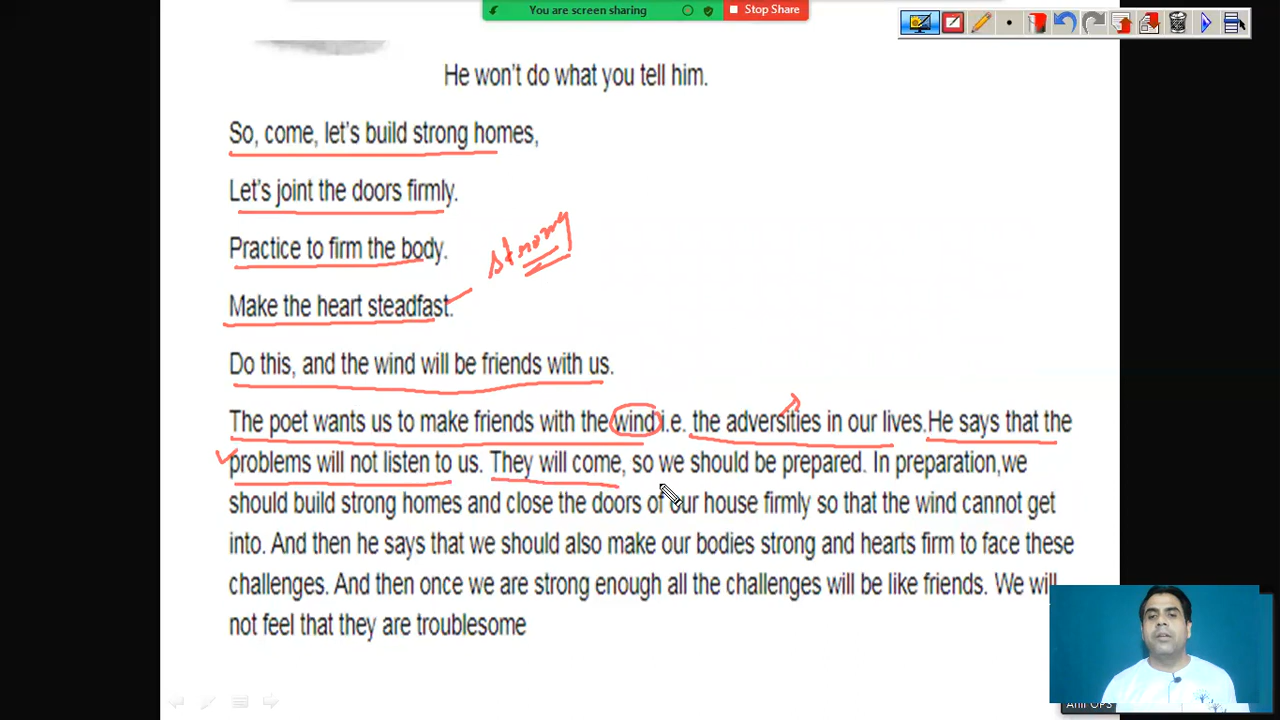 You are screen sharing
Stop Share
He won't do what you tell him.
So, come, let's build strong homes,
Let's joint the doors firmly.
Practice to firm the body.
strong
Make the heart steadfast.
Do this, and the wind will be friends with us.
The poet wants us to make friends with the wind i.e. the adversities in our lives.He says that the
problems will not listen to us. They will come, so we should be prepared. In preparation,we
should build strong homes and close the doors of our house firmly so that the wind cannot get
into. And then he says that we should also make our bodies strong and hearts firm to face these
challenges. And then once we are strong enough all the challenges will be like friends. We will
not feel that they are troublesome
Anil OPS